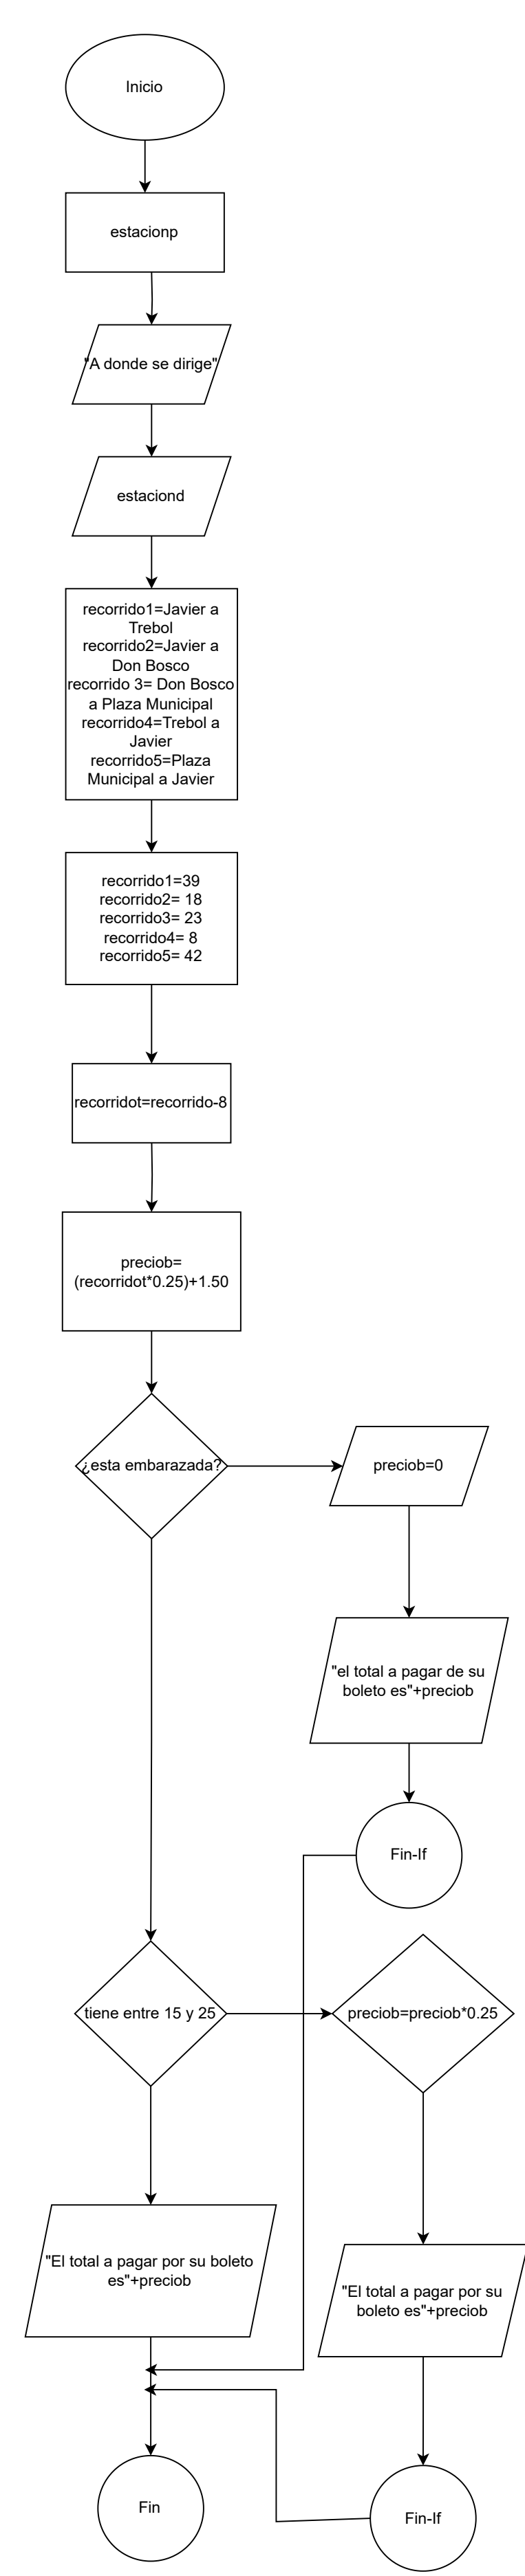 Inicio
estacionp
"A donde se dirige"
estaciond
recorrido1=Javier a
Trebol
recorrido2=Javier a
Don Bosco
recorrido 3= Don Bosco
a Plaza Municipal
recorrido4=Trebol a
Javier
recorrido5=Plaza
Municipal a Javier
recorrido1=39
recorrido2= 18
recorrido3= 23
recorrido4= 8
recorrido5= 42
recorridot=recorrido-8
preciob=
(recorridot*0.25)+1.50
¿esta embarazada?
preciob=0
"el total a pagar de su
boleto es"+preciob
Fin-If
tiene entre 15 y 25
preciob=preciob*0.25
"El total a pagar por su boleto
es"+preciob
"El total a pagar por su
boleto es"+preciob
Fin
Fin-If